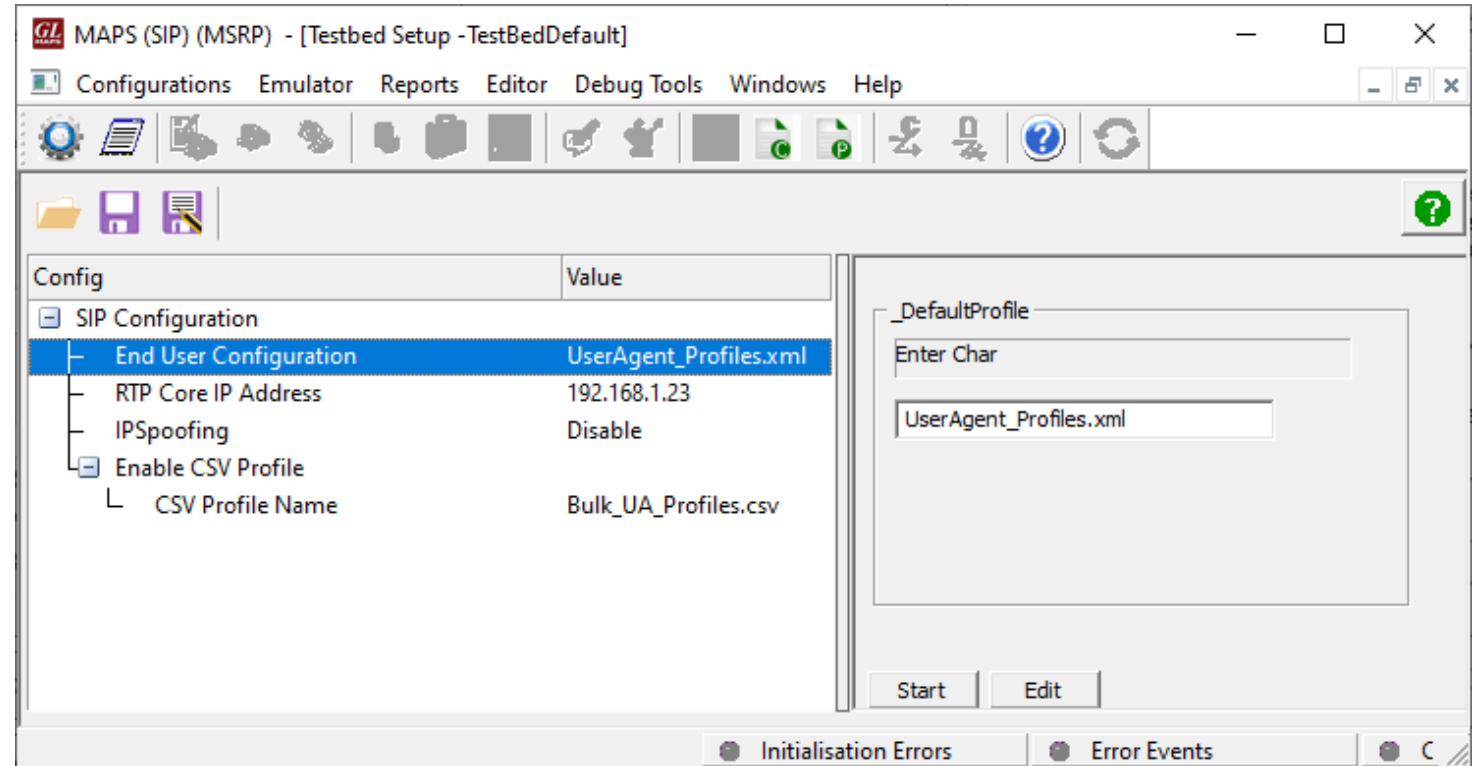 GL MAPS MAPS (SIP) (MSRP) - [Testbed Setup -TestBedDefault]
Configurations Emulator Reports Editor Debug Tools Windows Help
C P ?
?
Config Value
SIP Configuration
End User Configuration UserAgent_Profiles.xml
RTP Core IP Address 192.168.1.23
IPSpoofing Disable
Enable CSV Profile
CSV Profile Name Bulk_UA_Profiles.csv
_DefaultProfile
Enter Char
UserAgent_Profiles.xml
Start Edit
Initialisation Errors Error Events C